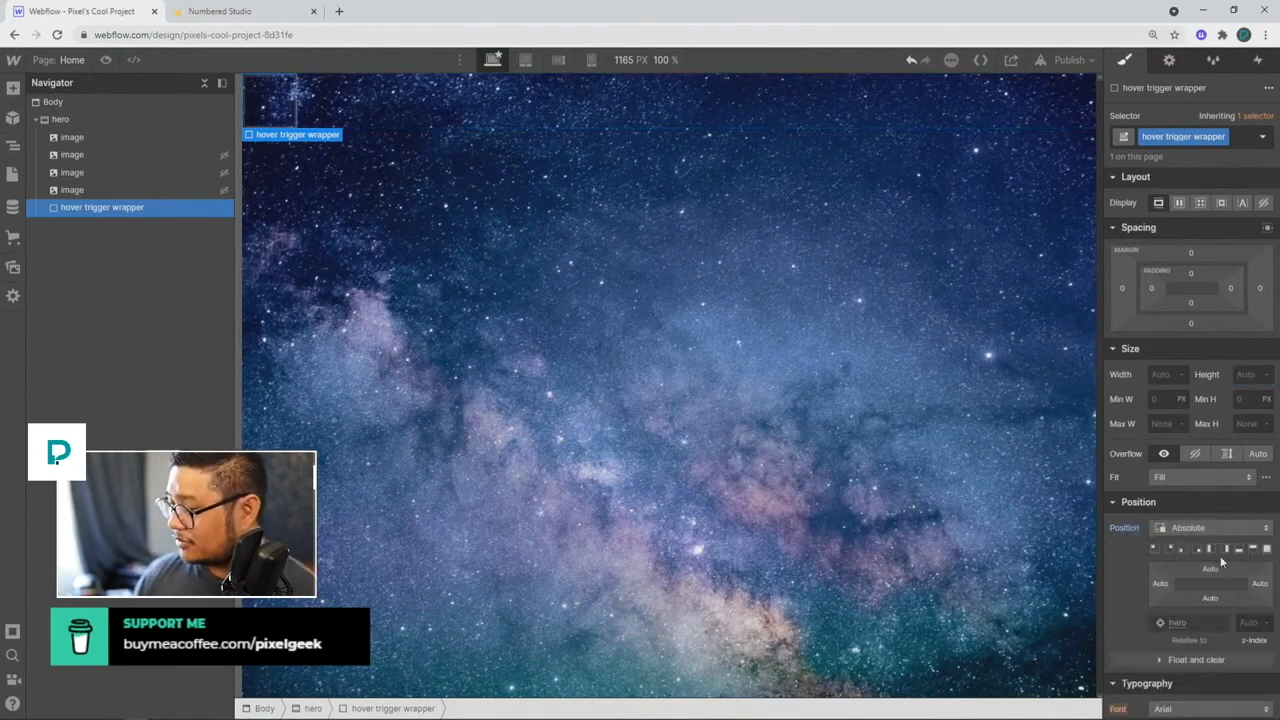 Webflow - Pixel's Cool Project
Numbered Studio
webflow.com/design/pixels-cool-project-8d31fe
Page: Home
1165 PX 100 %
Publish
Navigator
Body
hero
image
image
image
image
hover trigger wrapper
hover trigger wrapper
hover trigger wrapper
Selector
Inheriting 1 selector
hover trigger wrapper
1 on this page
Layout
Display
Spacing
MARGIN
0
PADDING
0
0 0 0 0
0
0
Size
Width Auto - Height Auto -
Min W 0 PX Min H 0 PX
Max W None - Max H None -
Overflow Auto
Fit Fill
Position
Position Absolute
Auto
Auto Auto
Auto
hero Auto -
Relative to z-Index
Float and clear
Typography
Font Arial
SUPPORT ME
buymeacoffee.com/pixelgeek
Body hero hover trigger wrapper